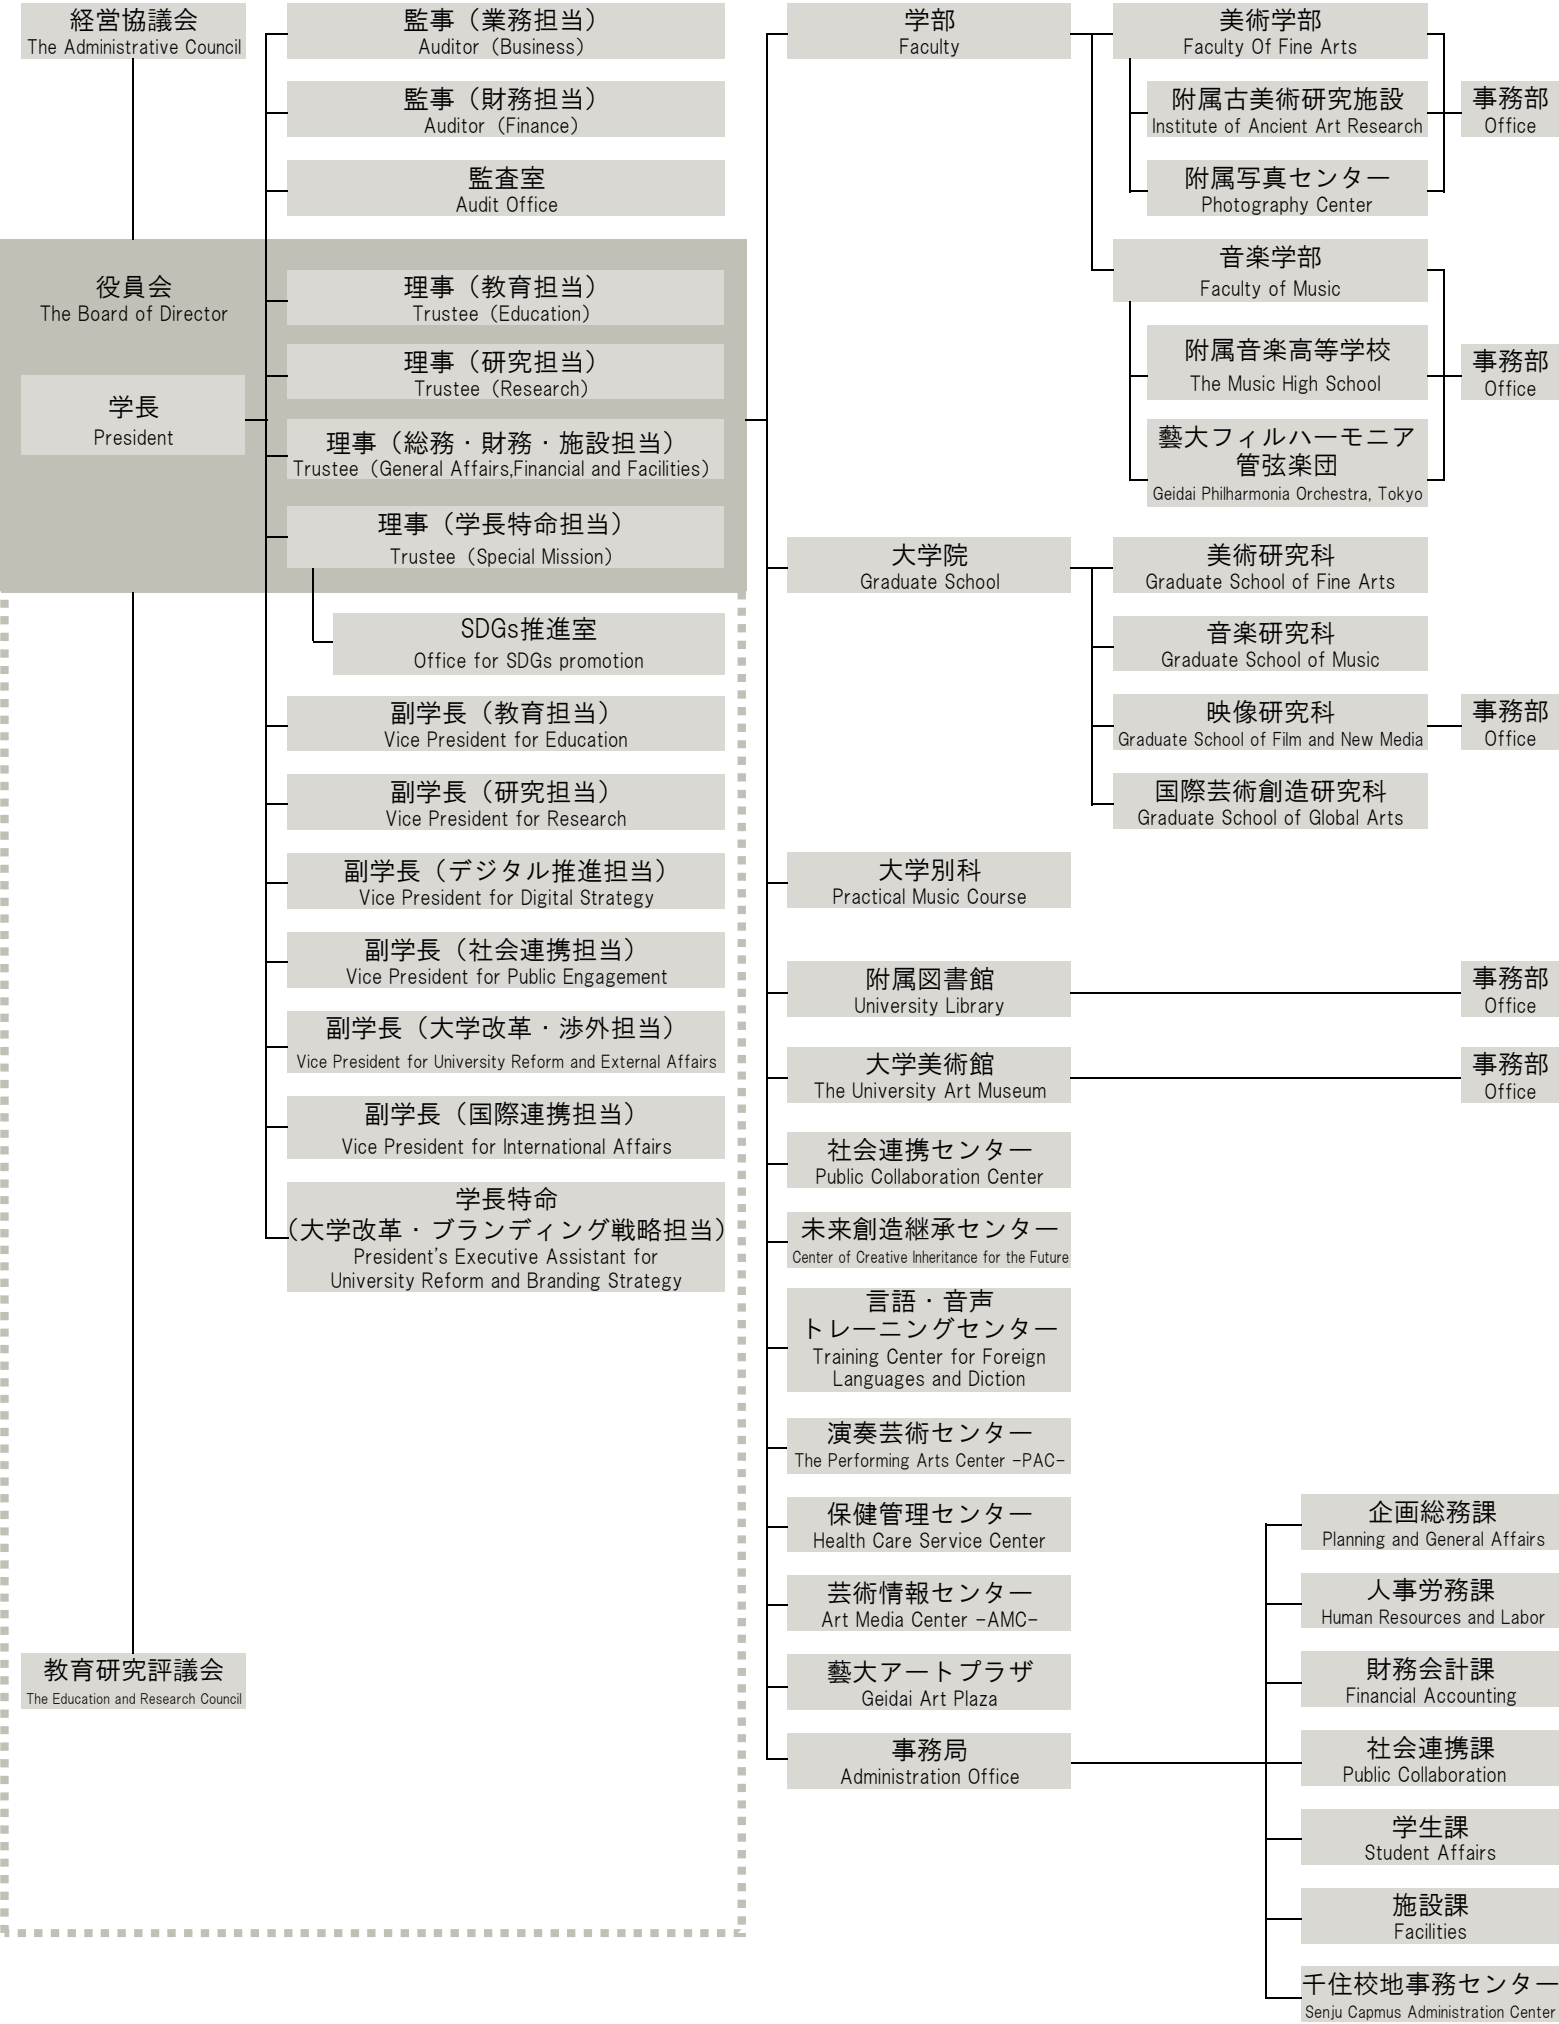 経営協議会
The Administrative Council
役員会
The Board of Director
学長
President
教育研究評議会
The Education and Research Council
監事（業務担当）
Auditor（Business）
監事（財務担当）
Auditor（Finance）
監査室
Audit Office
理事（教育担当）
Trustee（Education）
理事（研究担当）
Trustee（Research）
理事（総務・財務・施設担当）
Trustee（General Affairs,Financial and Facilities）
理事（学長特命担当）
Trustee（Special Mission）
SDGs推進室
Office for SDGs promotion
副学長（教育担当）
Vice President for Education
副学長（研究担当）
Vice President for Research
副学長（デジタル推進担当）
Vice President for Digital Strategy
副学長（社会連携担当）
Vice President for Public Engagement
副学長（大学改革・渉外担当）
Vice President for University Reform and External Affairs
副学長（国際連携担当）
Vice President for International Affairs
学長特命
（大学改革・ブランディング戦略担当）
President's Executive Assistant for
University Reform and Branding Strategy
学部
Faculty
美術学部
Faculty Of Fine Arts
附属古美術研究施設
Institute of Ancient Art Research
附属写真センター
Photography Center
事務部
Office
音楽学部
Faculty of Music
附属音楽高等学校
The Music High School
藝大フィルハーモニア
管弦楽団
Geidai Philharmonia Orchestra, Tokyo
事務部
Office
大学院
Graduate School
美術研究科
Graduate School of Fine Arts
音楽研究科
Graduate School of Music
映像研究科
Graduate School of Film and New Media
事務部
Office
国際芸術創造研究科
Graduate School of Global Arts
大学別科
Practical Music Course
附属図書館
University Library
事務部
Office
大学美術館
The University Art Museum
事務部
Office
社会連携センター
Public Collaboration Center
未来創造継承センター
Center of Creative Inheritance for the Future
言語・音声
トレーニングセンター
Training Center for Foreign
Languages and Diction
演奏芸術センター
The Performing Arts Center -PAC-
保健管理センター
Health Care Service Center
芸術情報センター
Art Media Center -AMC-
藝大アートプラザ
Geidai Art Plaza
事務局
Administration Office
企画総務課
Planning and General Affairs
人事労務課
Human Resources and Labor
財務会計課
Financial Accounting
社会連携課
Public Collaboration
学生課
Student Affairs
施設課
Facilities
千住校地事務センター
Senju Capmus Administration Center